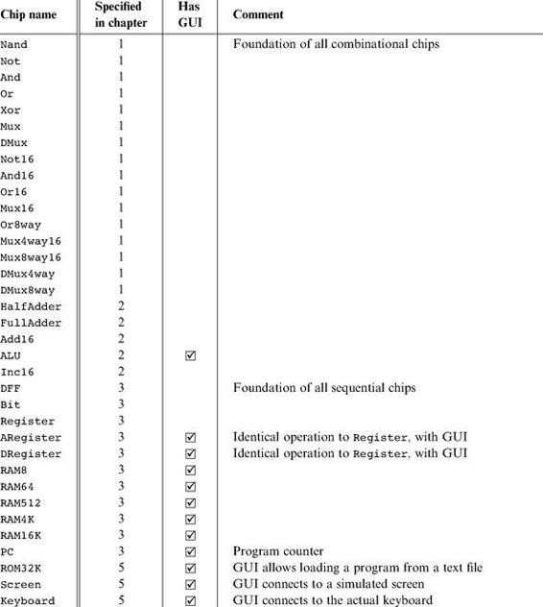 Chip name Specified in chapter Has GUI Comment
Nand 1 Foundation of all combinational chips
Not 1
And 1
Or 1
Xor 1
Mux 1
DMux 1
Not16 1
And16 1
Or16 1
Mux16 1
Or8way 1
Mux4way16 1
Mux8way16 1
DMux4way 1
DMux8way 1
HalfAdder 2
FullAdder 2
Add16 2
ALU 2 ☑
Inc16 2
DFF 3 Foundation of all sequential chips
Bit 3
Register 3
ARegister 3 ☑ Identical operation to Register, with GUI
DRegister 3 ☑ Identical operation to Register, with GUI
RAM8 3 ☑
RAM64 3 ☑
RAM512 3 ☑
RAM4K 3 ☑
RAM16K 3 ☑
PC 3 ☑ Program counter
ROM32K 5 ☑ GUI allows loading a program from a text file
Screen 5 ☑ GUI connects to a simulated screen
Keyboard 5 ☑ GUI connects to the actual keyboard